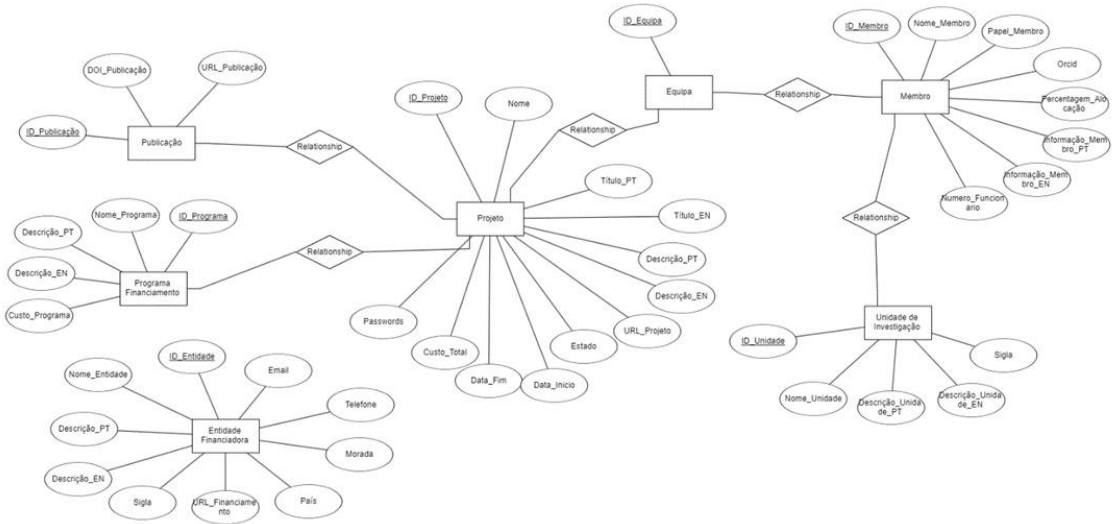 ID_Equipa
ID_Membro
Nome_Membro
Papel_Membro
DOI_Publicação
URL_Publicação
Orcid
ID_Projeto
Nome
Equipa
Relationship
Membro
Percentagem_Alo
cação
ID_Publicação
Publicação
Relationship
Relationship
Informação_Mem
bro_PT
Título_PT
Informação_Mem
bro_EN
Nome_Programa
ID_Programa
Numero_Funcion
ario
Projeto
Título_EN
Relationship
Descrição_PT
Relationship
Descrição_PT
Descrição_EN
Programa
Financiamento
Descrição_EN
Custo_Programa
Passwords
URL_Projeto
Unidade de
Investigação
Custo_Total
Estado
ID_Unidade
Sigla
ID_Entidade
Email
Data_Fim
Data_Inicio
Nome_Entidade
Nome_Unidade
Descrição_Unida
de_PT
Descrição_Unida
de_EN
Telefone
Descrição_PT
Entidade
Financiadora
Morada
Descrição_EN
Sigla
URL_Financiame
nto
País